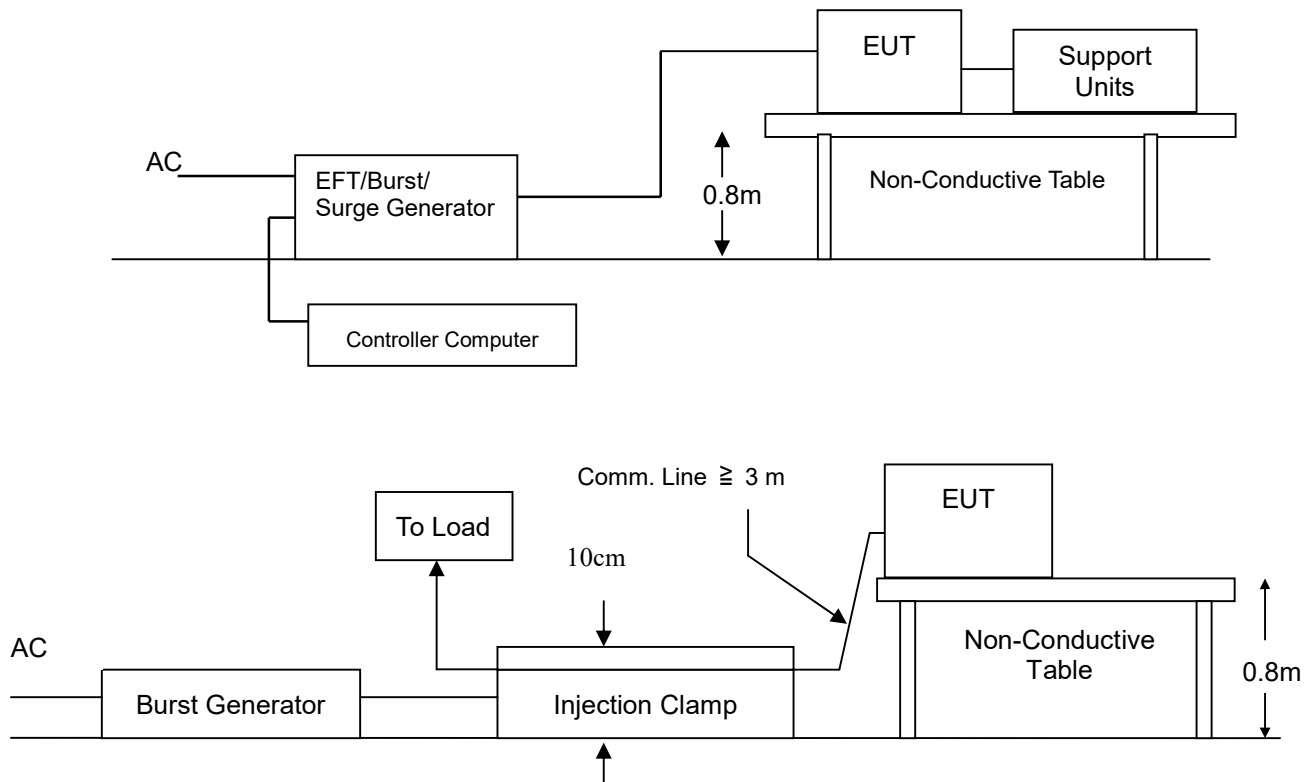 EUT
Support
Units
AC
EFT/Burst/
Surge Generator
0.8m
Non-Conductive Table
Controller Computer
Comm. Line ≧ 3 m
EUT
To Load
10cm
AC
Non-Conductive
Table
0.8m
Burst Generator
Injection Clamp